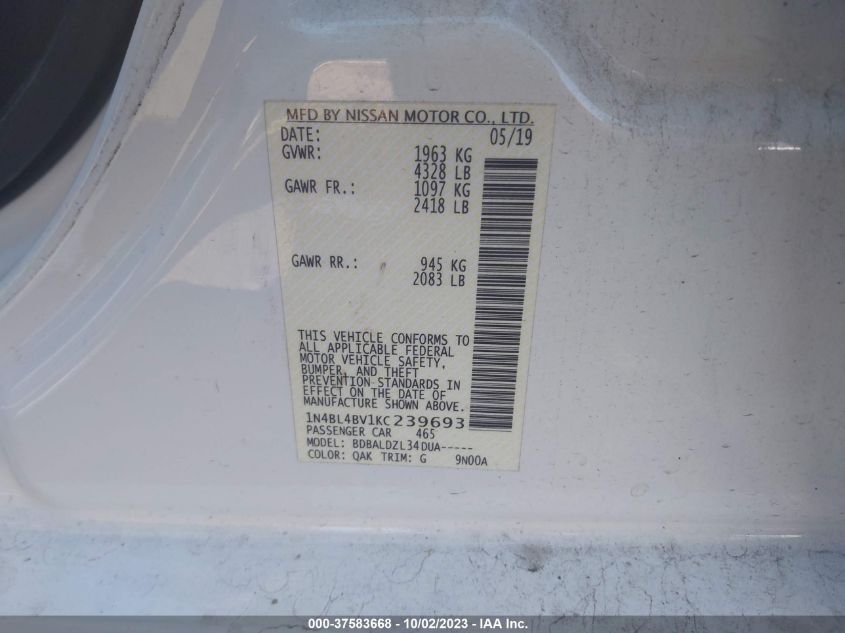 MFD BY NISSAN MOTOR CO., LTD.
DATE: 05/19
GVWR: 1963 KG
4328 LB
GAWR FR.: 1097 KG
2418 LB
GAWR RR.: 945 KG
2083 LB
THIS VEHICLE CONFORMS TO
ALL APPLICABLE FEDERAL
MOTOR VEHICLE SAFETY,
BUMPER, AND THEFT
PREVENTION STANDARDS IN
EFFECT ON THE DATE OF
MANUFACTURE SHOWN ABOVE.
1N4BL4BV1KC239693
PASSENGER CAR 465
MODEL: BDBALDZL34DUA-----
COLOR: QAK TRIM: G 9N00A
000-37583668 - 10/02/2023 - IAA Inc.